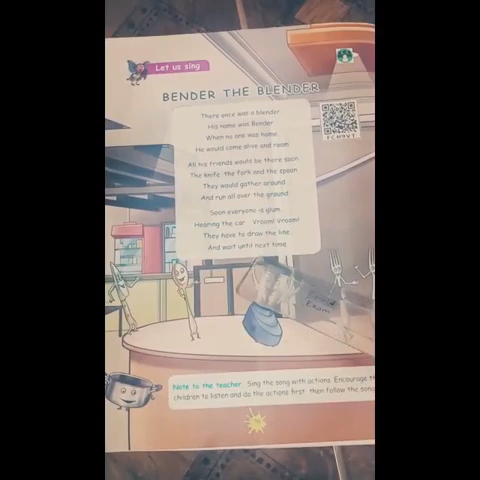 Let us sing
BENDER THE BLENDER
There once was a blender
His name was Bender
When no one was home
He would come alive and roam
All his friends would be there soon
The knife the fork and the spoon
They would gather around
And run all over the ground
Soon everyone is glum
Hearing the car Vroom! Vroom!
They have to draw the line
And wait until next time
Exam
Note to the teacher Sing the song with actions. Encourage
children to listen and do the actions first then follow the song